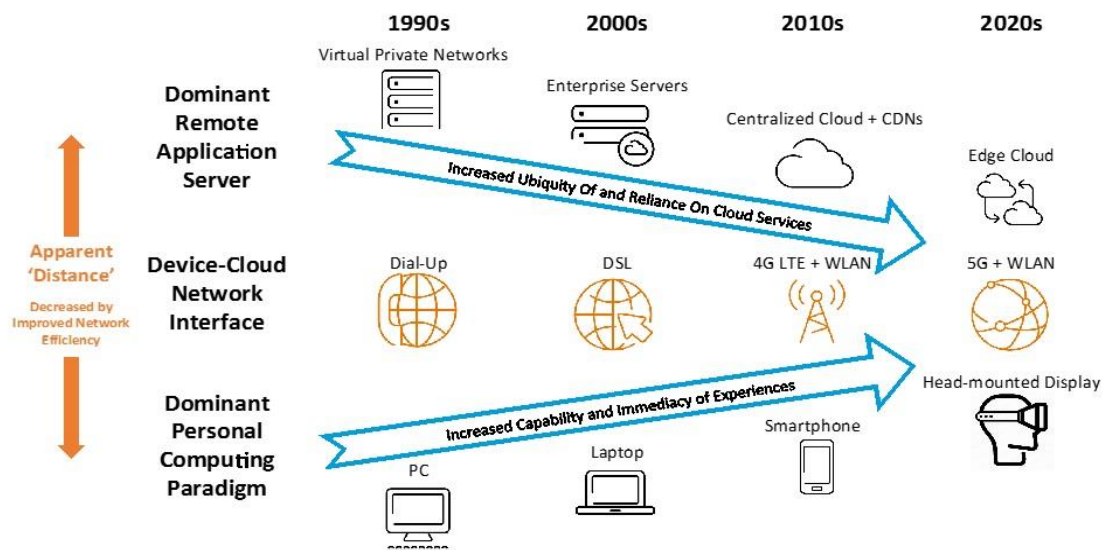 1990s
2000s
2010s
2020s
Virtual Private Networks
Enterprise Servers
Centralized Cloud + CDNs
Edge Cloud
Dominant
Remote
Application
Server
Increased Ubiquity Of and Reliance On Cloud Services
Apparent
‘Distance’
Decreased by
Improved Network
Efficiency
Device-Cloud
Network
Interface
Dial-Up
DSL
4G LTE + WLAN
5G + WLAN
Dominant
Personal
Computing
Paradigm
Increased Capability and Immediacy of Experiences
PC
Laptop
Smartphone
Head-mounted Display